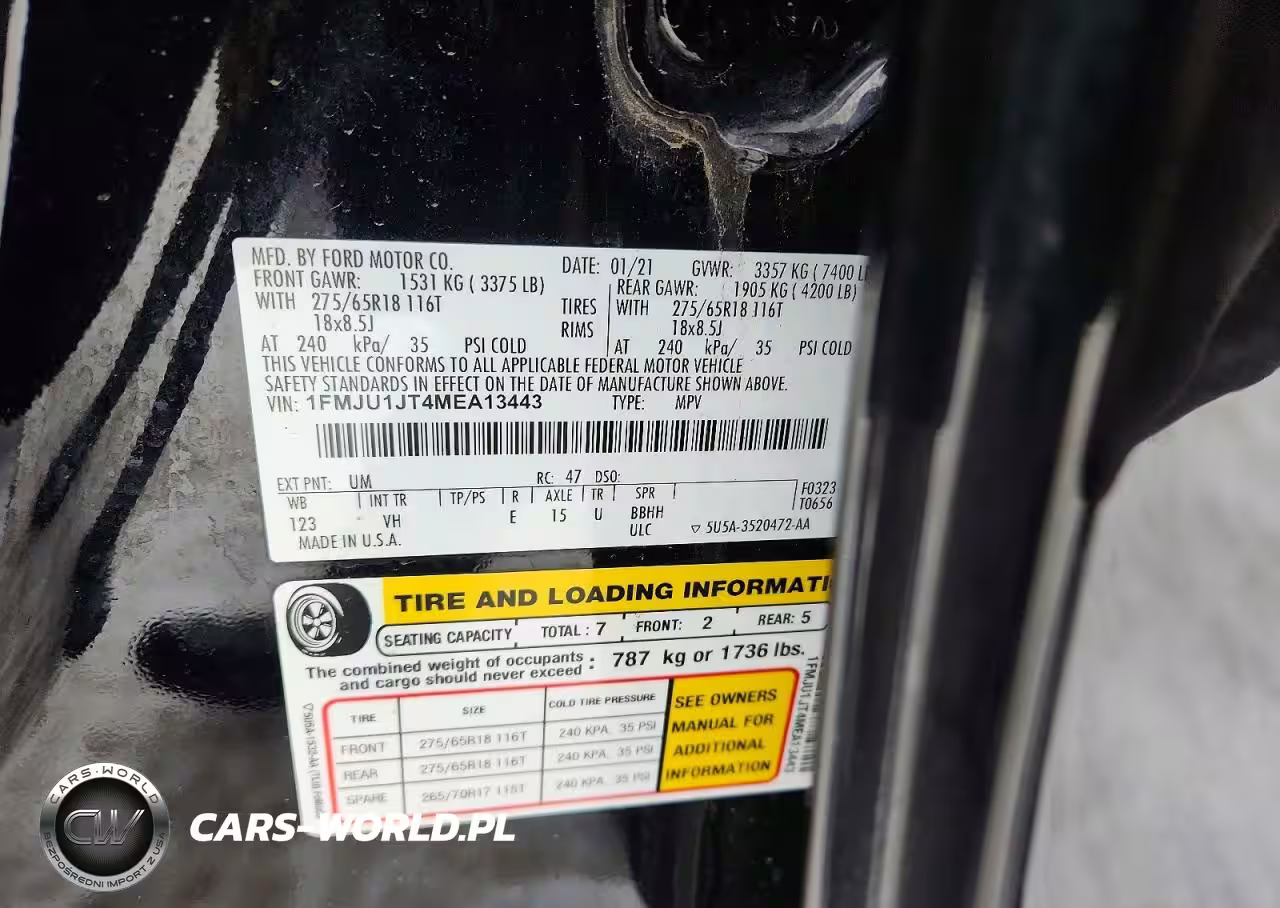 MFD. BY FORD MOTOR CO. DATE: 01/21 GVWR: 3357 KG ( 7400 L
FRONT GAWR: 1531 KG ( 3375 LB) REAR GAWR: 1905 KG ( 4200 LB)
WITH 275/65R18 116T TIRES WITH 275/65R18 116T
18x8.5J RIMS 18x8.5J
AT 240 kPa/ 35 PSI COLD AT 240 kPa/ 35 PSI COLD
THIS VEHICLE CONFORMS TO ALL APPLICABLE FEDERAL MOTOR VEHICLE
SAFETY STANDARDS IN EFFECT ON THE DATE OF MANUFACTURE SHOWN ABOVE.
VIN: 1FMJU1JT4MEA13443 TYPE: MPV
EXT PNT: UM RC: 47 DSO:
WB INT TR TP/PS R AXLE TR SPR F0323
123 VH E 15 U BBHH T0656
MADE IN U.S.A. ULC ▽ 5U5A-3520472-AA
TIRE AND LOADING INFORMATI
SEATING CAPACITY TOTAL : 7 FRONT: 2 REAR: 5
The combined weight of occupants
and cargo should never exceed : 787 kg or 1736 lbs.
TIRE SIZE COLD TIRE PRESSURE
FRONT 275/65R18 116T 240 KPA, 35 PSI
REAR 275/65R18 116T 240 KPA, 35 PSI
SPARE 265/70R17 115T 240 KPA, 35 PSI
SEE OWNERS
MANUAL FOR
ADDITIONAL
INFORMATION
1FMJU1JT4MEA13443
CARS-WORLD
CW
BEZPOŚREDNI IMPORT Z USA
CARS-WORLD.PL